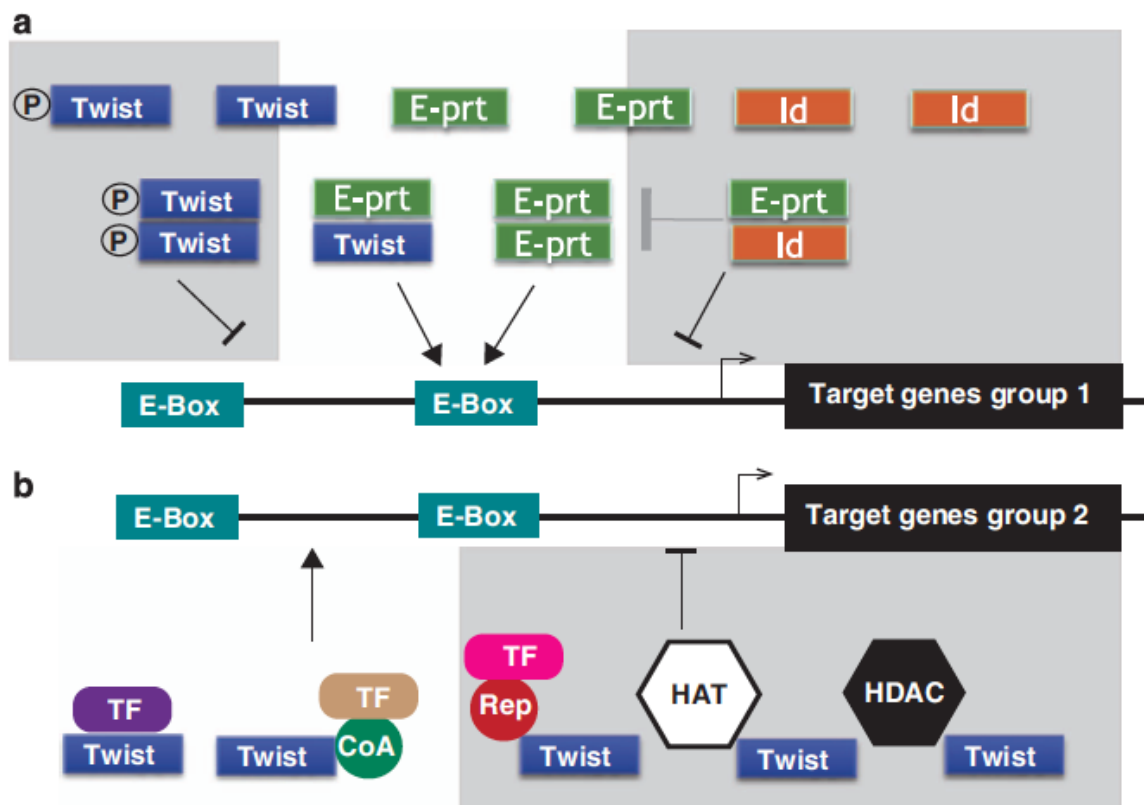 a
P Twist Twist E-prt E-prt Id Id
P Twist E-prt E-prt E-prt
P Twist Twist E-prt Id
E-Box E-Box Target genes group 1
b
E-Box E-Box Target genes group 2
TF TF TF
Rep HAT HDAC
Twist Twist CoA Twist Twist Twist